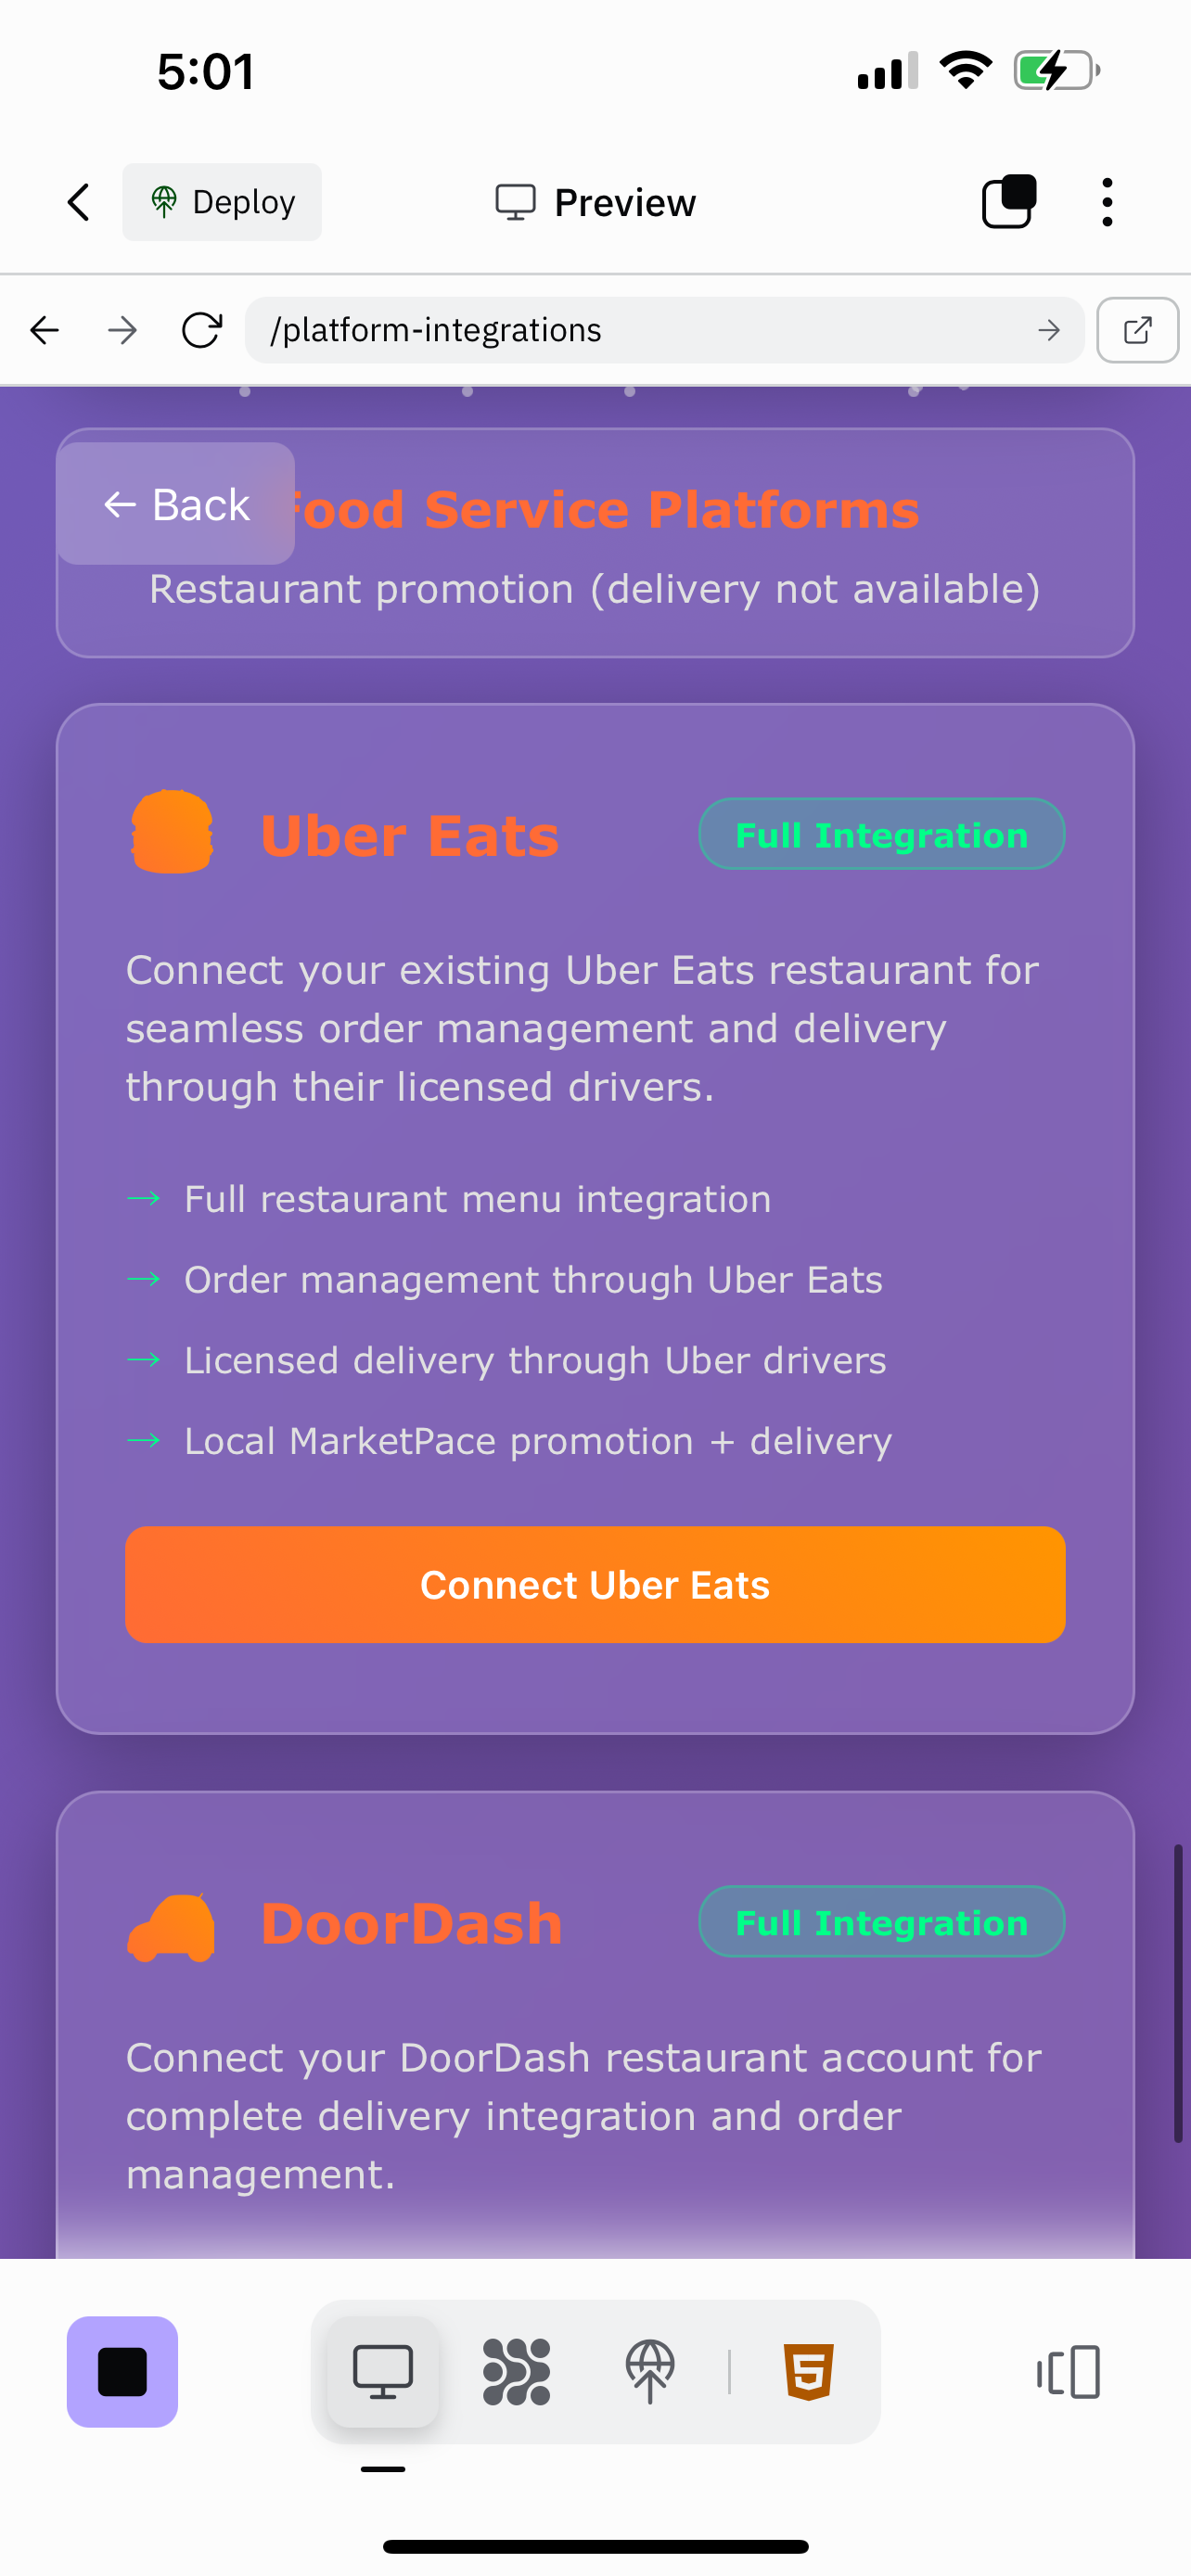 5:01
Deploy
Preview
/platform-integrations
← Back
Food Service Platforms
Restaurant promotion (delivery not available)
Uber Eats
Full Integration
Connect your existing Uber Eats restaurant for
seamless order management and delivery
through their licensed drivers.
→ Full restaurant menu integration
→ Order management through Uber Eats
→ Licensed delivery through Uber drivers
→ Local MarketPace promotion + delivery
Connect Uber Eats
DoorDash
Full Integration
Connect your DoorDash restaurant account for
complete delivery integration and order
management.